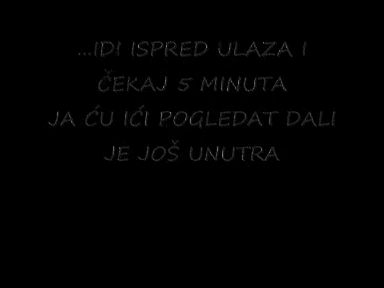 ...IDI ISPRED ULAZA I
ČEKAJ 5 MINUTA
JA ĆU IĆI POGLEDAT DALI
JE JOŠ UNUTRA